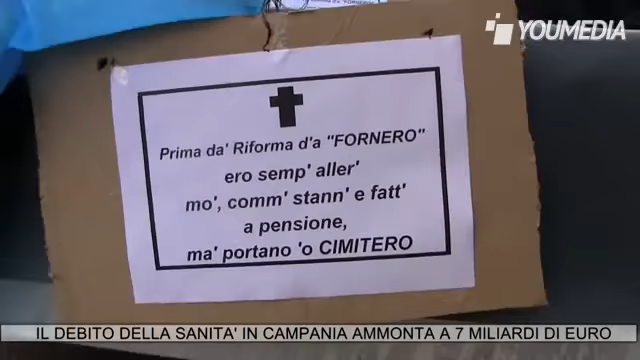 YOUMEDIA
Prima da' Riforma d'a "FORNERO"
ero semp' aller'
mo', comm' stann' e fatt'
a pensione,
ma' portano 'o CIMITERO
IL DEBITO DELLA SANITA' IN CAMPANIA AMMONTA A 7 MILIARDI DI EURO